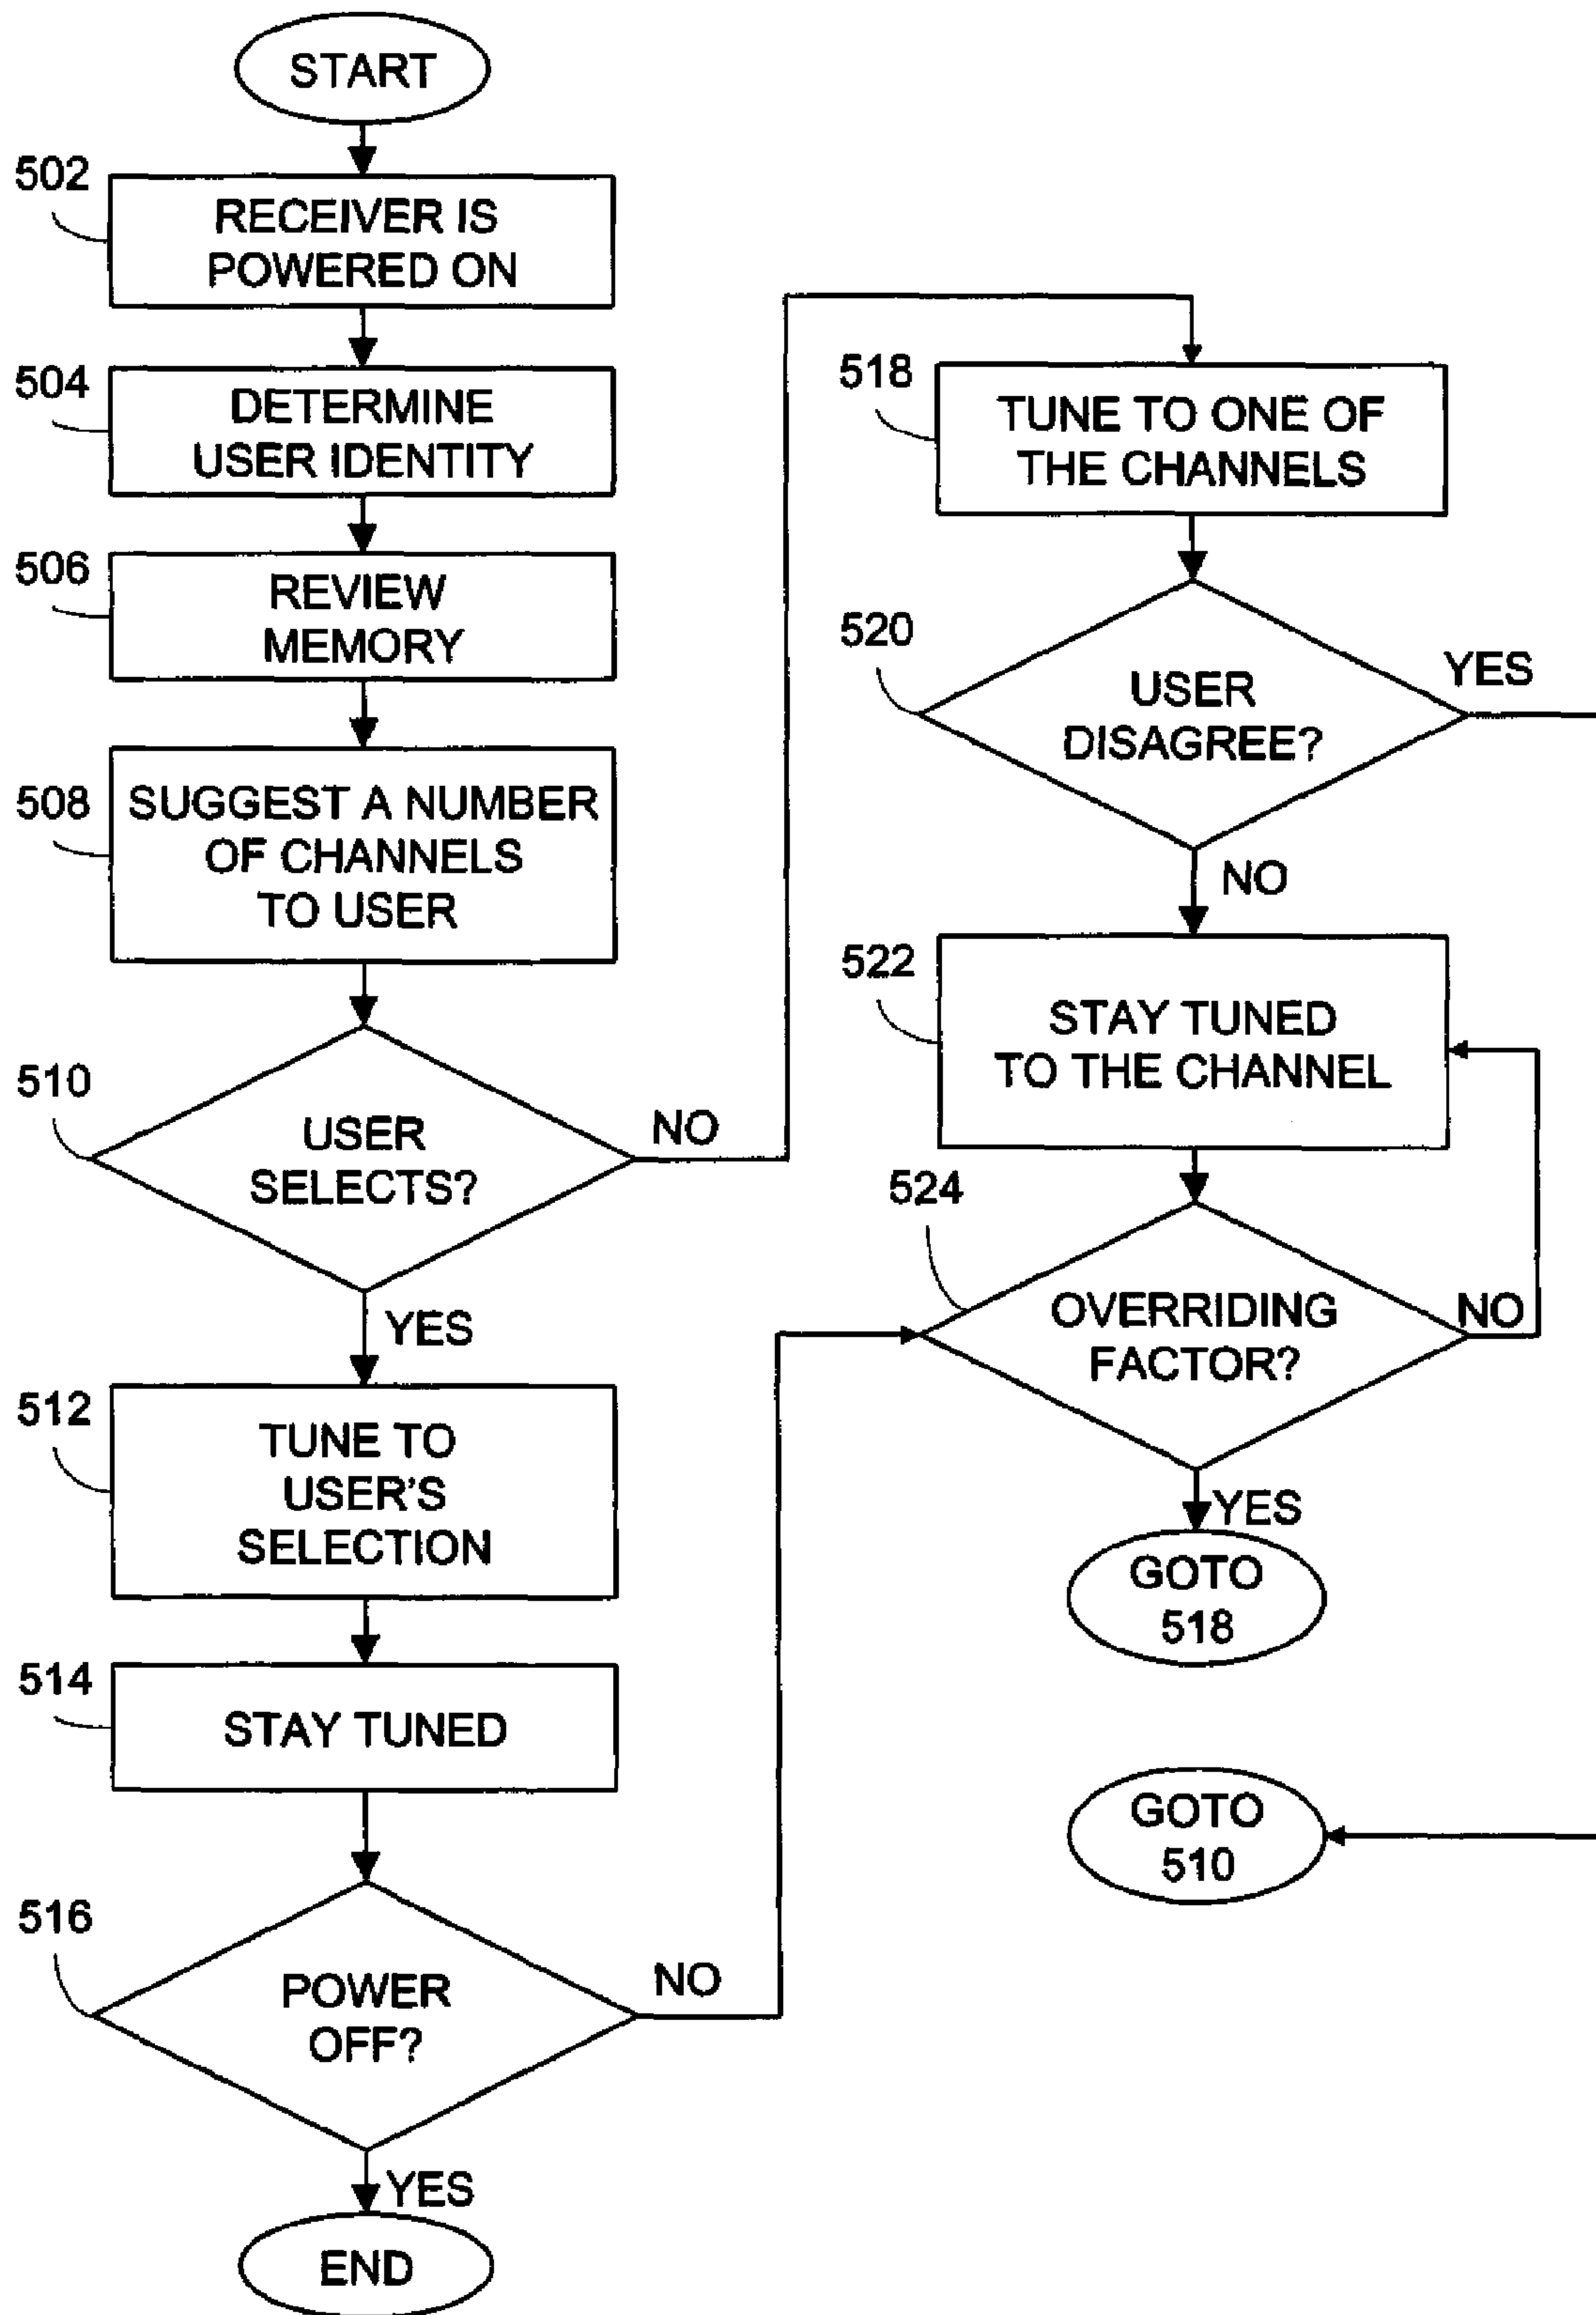 START
502
RECEIVER IS
POWERED ON
504
DETERMINE
USER IDENTITY
506
REVIEW
MEMORY
508
SUGGEST A NUMBER
OF CHANNELS
TO USER
510
USER
SELECTS?
NO
YES
512
TUNE TO
USER'S
SELECTION
514
STAY TUNED
516
POWER
OFF?
NO
YES
END
518
TUNE TO ONE OF
THE CHANNELS
520
USER
DISAGREE?
YES
NO
522
STAY TUNED
TO THE CHANNEL
524
OVERRIDING
FACTOR?
NO
YES
GOTO
518
GOTO
510